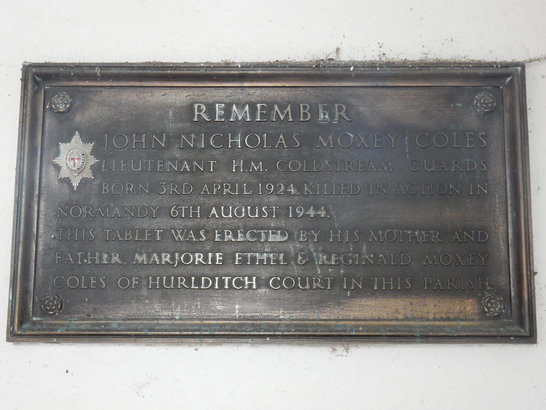 REMEMBER
JOHN NICHOLAS MOXEY COLES
LIEUTENANT H.M. COLDSTREAM GUARDS
BORN 3RD APRIL 1924. KILLED IN ACTION IN
NORMANDY 6TH AUGUST 1944.
THIS TABLET WAS ERECTED BY HIS MOTHER AND
FATHER MARJORIE ETHEL & REGINALD MOXEY
COLES OF HURLDITCH COURT IN THIS PARISH